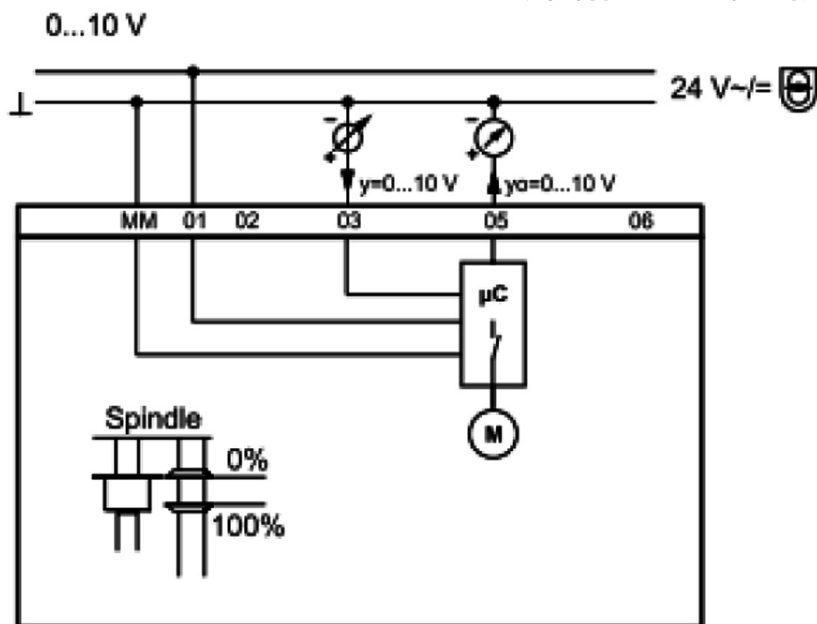 0...10 V
⊥ 24 V~/=
- -
+ +
y=0...10 V yo=0...10 V
MM 01 02 03 05 06
µC
M
Spindle
0%
100%